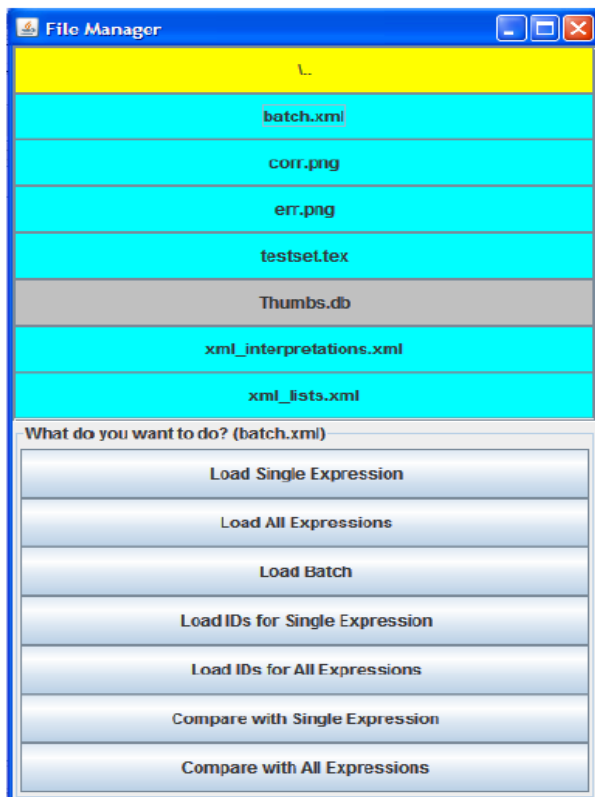 File Manager
\..
batch.xml
corr.png
err.png
testset.tex
Thumbs.db
xml_interpretations.xml
xml_lists.xml
What do you want to do? (batch.xml)
Load Single Expression
Load All Expressions
Load Batch
Load IDs for Single Expression
Load IDs for All Expressions
Compare with Single Expression
Compare with All Expressions